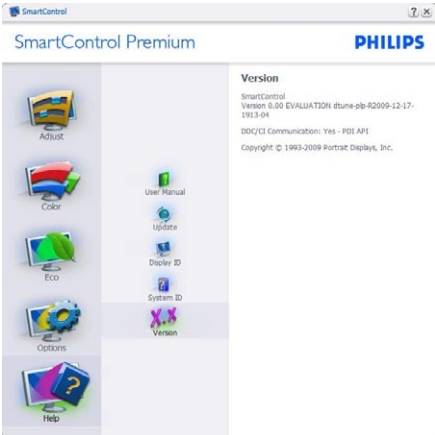 SmartControl
SmartControl Premium
PHILIPS
Adjust
Color
Eco
Options
Help
User Manual
Update
Display ID
System ID
X.X
Version
Version
SmartControl
Version 0.00 EVALUATION dtune-plp-R2009-12-17-
1913-04
DDC/CI Communication: Yes - PDI API
Copyright © 1993-2009 Portrait Displays, Inc.